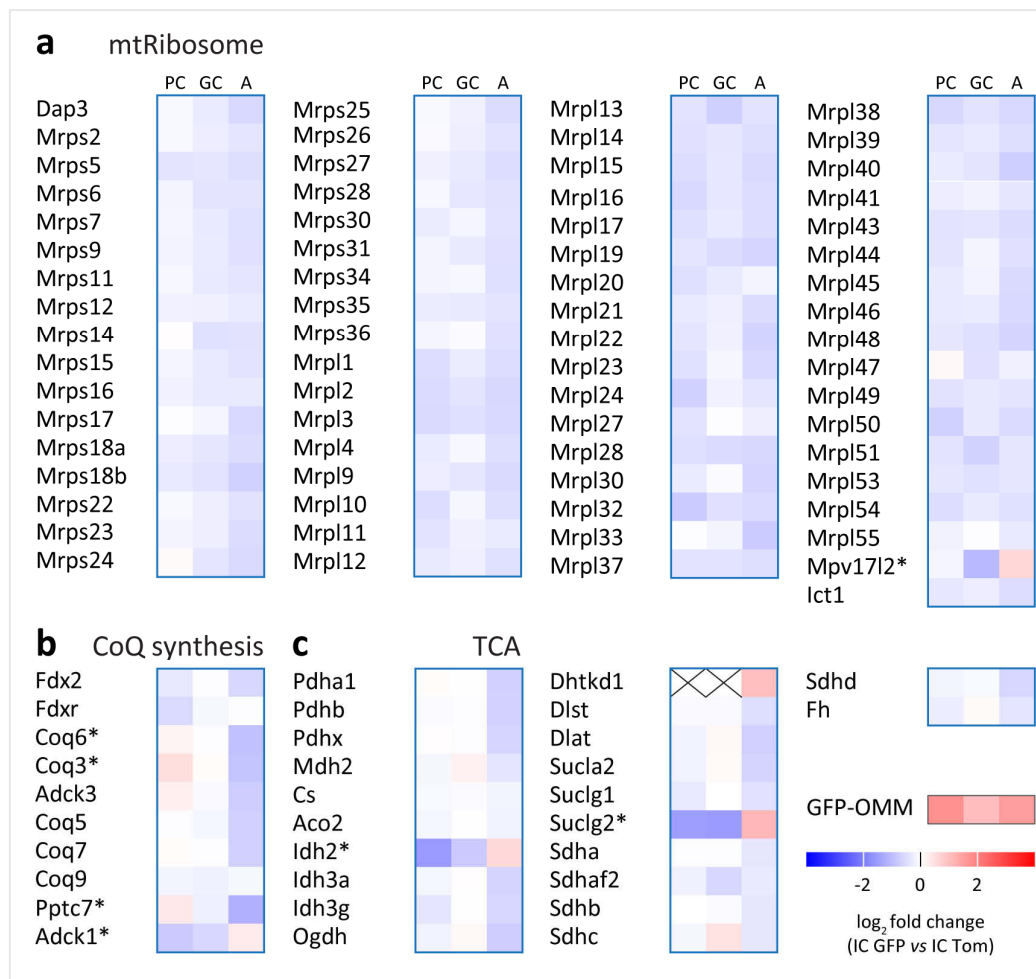 a mtRibosome
PC GC A
Dap3
Mrps2
Mrps5
Mrps6
Mrps7
Mrps9
Mrps11
Mrps12
Mrps14
Mrps15
Mrps16
Mrps17
Mrps18a
Mrps18b
Mrps22
Mrps23
Mrps24
PC GC A
Mrps25
Mrps26
Mrps27
Mrps28
Mrps30
Mrps31
Mrps34
Mrps35
Mrps36
Mrpl1
Mrpl2
Mrpl3
Mrpl4
Mrpl9
Mrpl10
Mrpl11
Mrpl12
PC GC A
Mrpl13
Mrpl14
Mrpl15
Mrpl16
Mrpl17
Mrpl19
Mrpl20
Mrpl21
Mrpl22
Mrpl23
Mrpl24
Mrpl27
Mrpl28
Mrpl30
Mrpl32
Mrpl33
Mrpl37
PC GC A
Mrpl38
Mrpl39
Mrpl40
Mrpl41
Mrpl43
Mrpl44
Mrpl45
Mrpl46
Mrpl48
Mrpl47
Mrpl49
Mrpl50
Mrpl51
Mrpl53
Mrpl54
Mrpl55
Mpv17l2*
Ict1
b CoQ synthesis
Fdx2
Fdxr
Coq6*
Coq3*
Adck3
Coq5
Coq7
Coq9
Pptc7*
Adck1*
c TCA
Pdha1
Pdhb
Pdhx
Mdh2
Cs
Aco2
Idh2*
Idh3a
Idh3g
Ogdh
Dhtkd1
Dlst
Dlat
Sucla2
Suclg1
Suclg2*
Sdha
Sdhaf2
Sdhb
Sdhc
Sdhd
Fh
GFP-OMM
-2 0 2
log2 fold change
(IC GFP vs IC Tom)